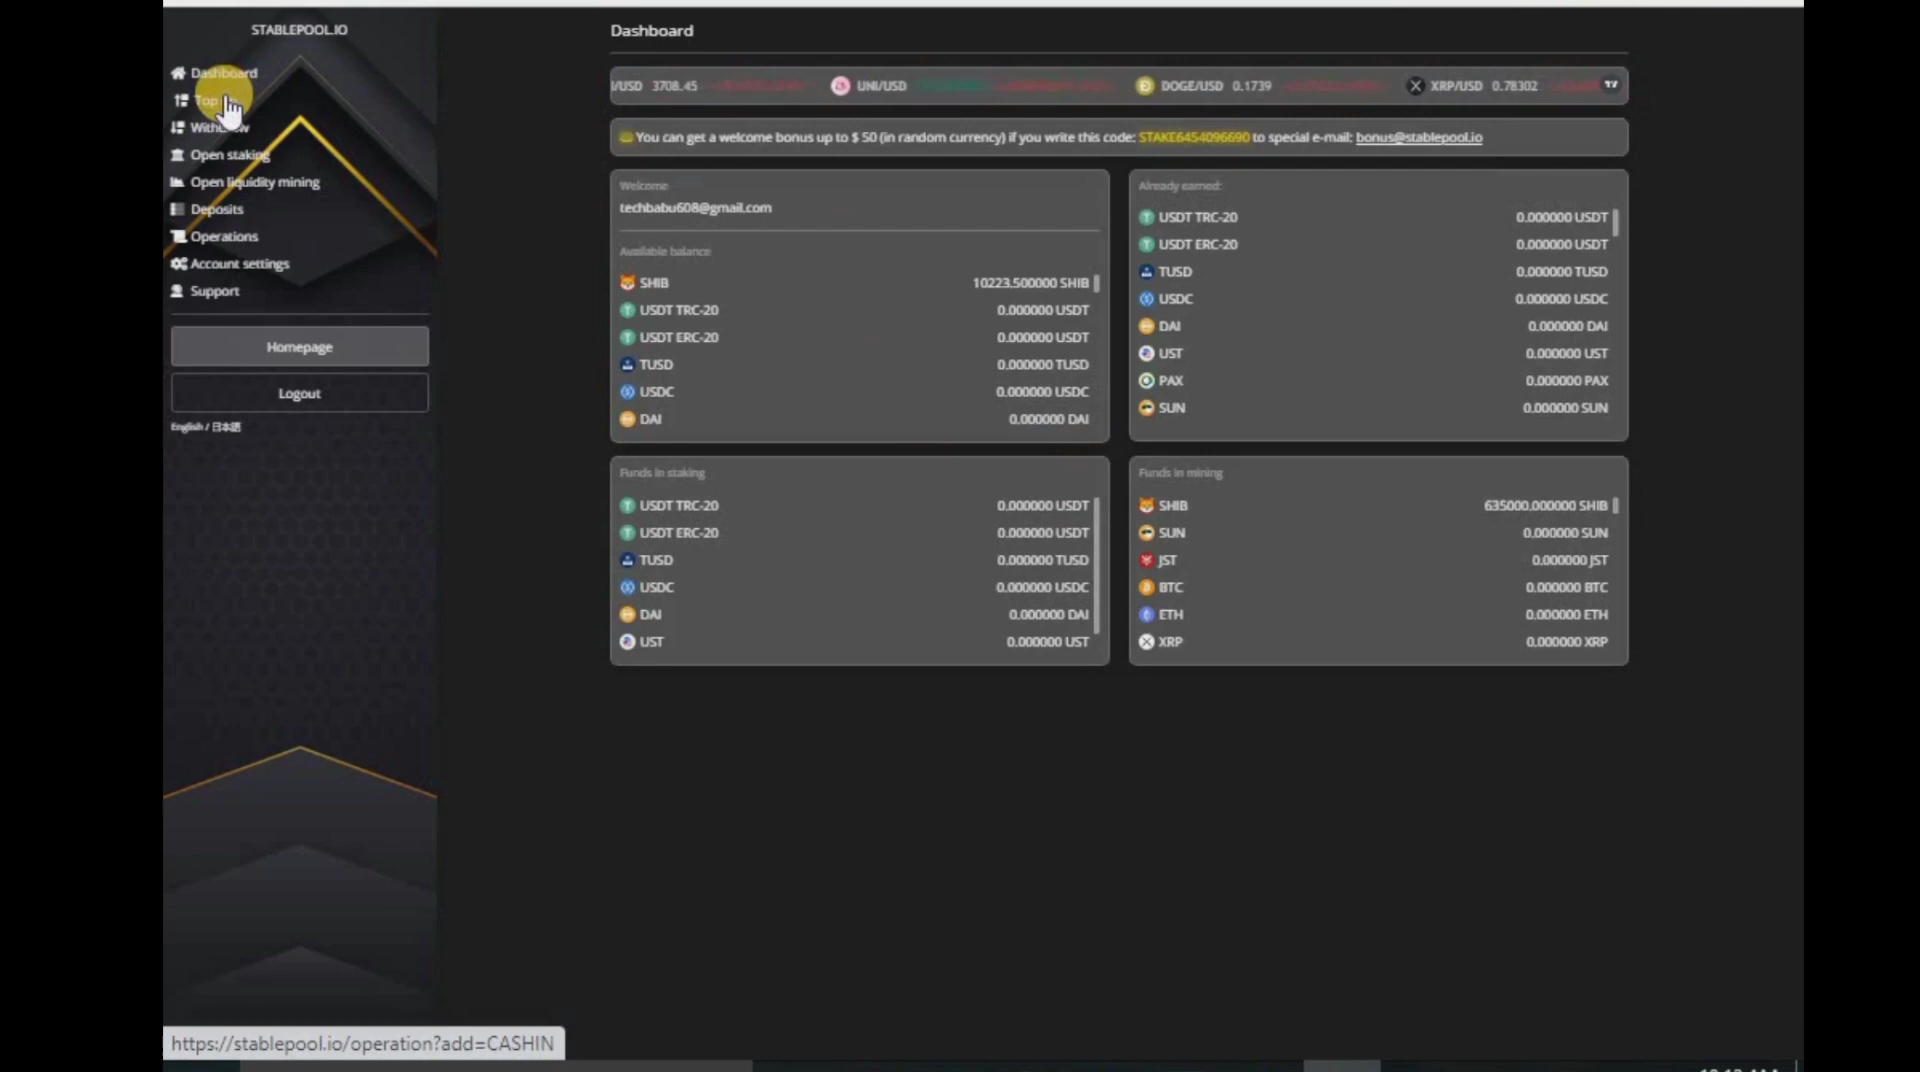 STABLEPOOL.IO
Dashboard
Top
Withdraw
Open staking
Open liquidity mining
Deposits
Operations
Account settings
Support
Homepage
Logout
English / 日本語
Dashboard
/USD 3708.45 UNI/USD DOGE/USD 0.1739 XRP/USD 0.78302
You can get a welcome bonus up to $ 50 (in random currency) if you write this code: STAKE6454096690 to special e-mail: bonus@stablepool.io
Welcome
techbabu608@gmail.com
Available balance
SHIB 10223.500000 SHIB
USDT TRC-20 0.000000 USDT
USDT ERC-20 0.000000 USDT
TUSD 0.000000 TUSD
USDC 0.000000 USDC
DAI 0.000000 DAI
Already earned:
USDT TRC-20 0.000000 USDT
USDT ERC-20 0.000000 USDT
TUSD 0.000000 TUSD
USDC 0.000000 USDC
DAI 0.000000 DAI
UST 0.000000 UST
PAX 0.000000 PAX
SUN 0.000000 SUN
Funds in staking
USDT TRC-20 0.000000 USDT
USDT ERC-20 0.000000 USDT
TUSD 0.000000 TUSD
USDC 0.000000 USDC
DAI 0.000000 DAI
UST 0.000000 UST
Funds in mining
SHIB 635000.000000 SHIB
SUN 0.000000 SUN
JST 0.000000 JST
BTC 0.000000 BTC
ETH 0.000000 ETH
XRP 0.000000 XRP
https://stablepool.io/operation?add=CASHIN